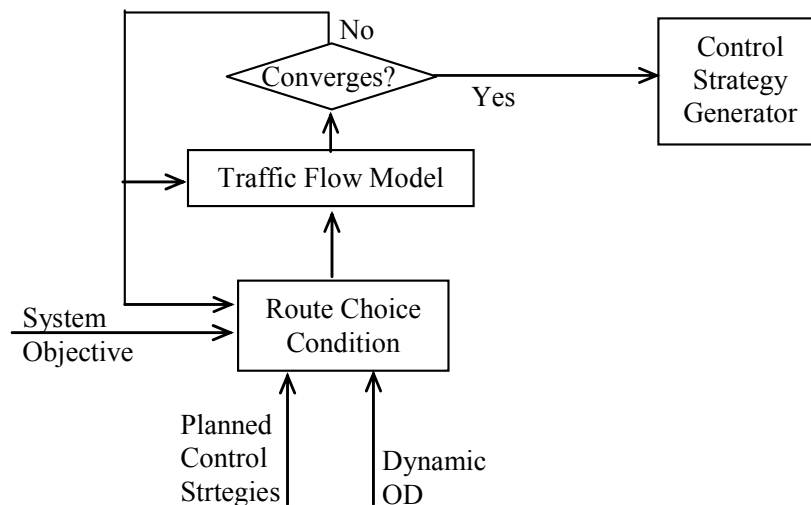 No
Converges?
Yes
Control
Strategy
Generator
Traffic Flow Model
Route Choice
Condition
System
Objective
Planned
Control
Strtegies
Dynamic
OD